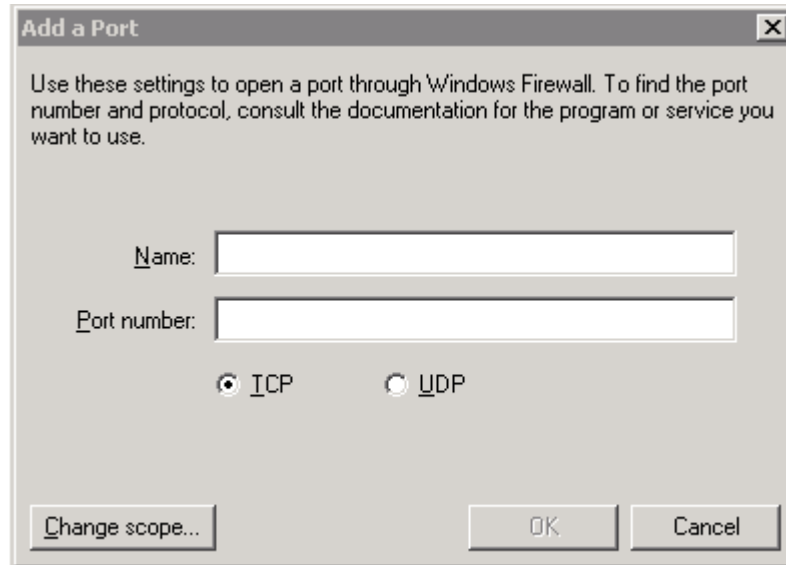 Add a Port
Use these settings to open a port through Windows Firewall. To find the port
number and protocol, consult the documentation for the program or service you
want to use.
Name:
Port number:
TCP UDP
Change scope... OK Cancel